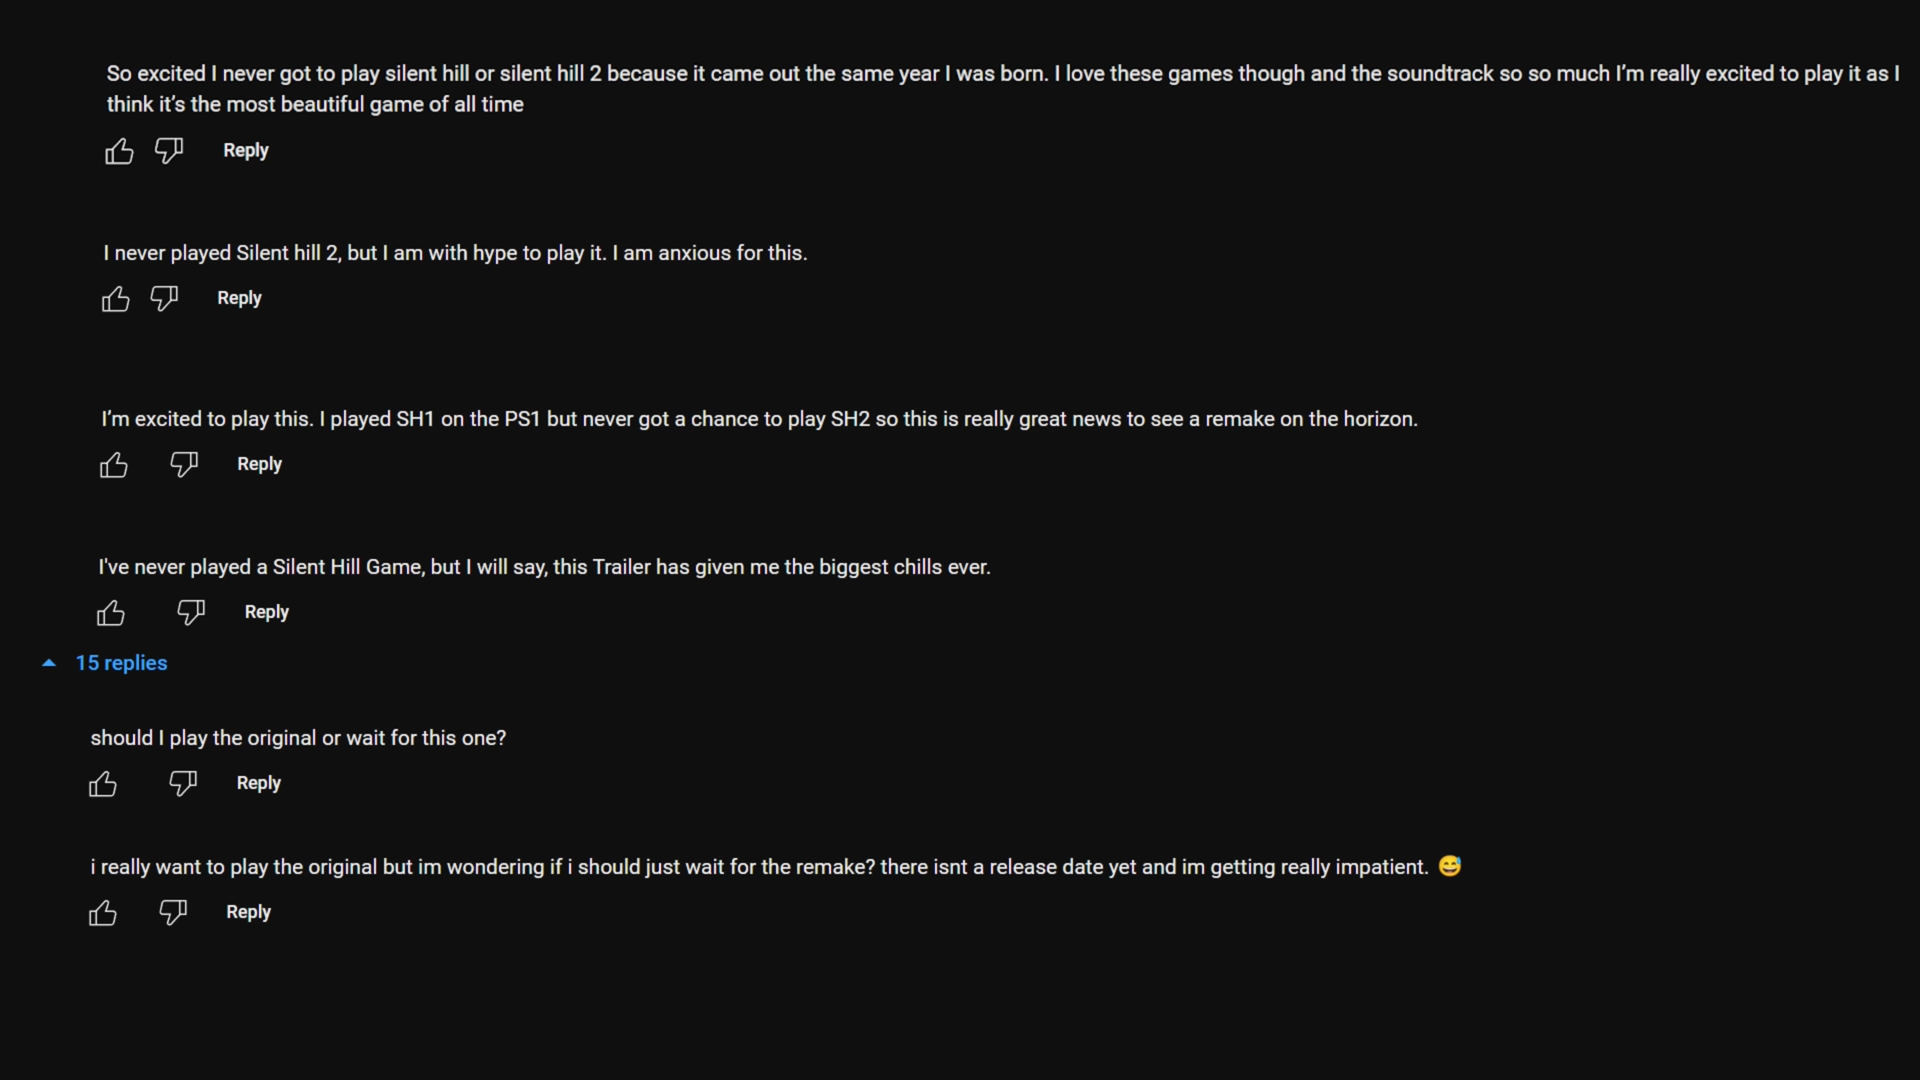 So excited I never got to play silent hill or silent hill 2 because it came out the same year I was born. I love these games though and the soundtrack so so much I’m really excited to play it as I
think it’s the most beautiful game of all time
Reply
I never played Silent hill 2, but I am with hype to play it. I am anxious for this.
Reply
I’m excited to play this. I played SH1 on the PS1 but never got a chance to play SH2 so this is really great news to see a remake on the horizon.
Reply
I've never played a Silent Hill Game, but I will say, this Trailer has given me the biggest chills ever.
Reply
15 replies
should I play the original or wait for this one?
Reply
i really want to play the original but im wondering if i should just wait for the remake? there isnt a release date yet and im getting really impatient. 😅
Reply